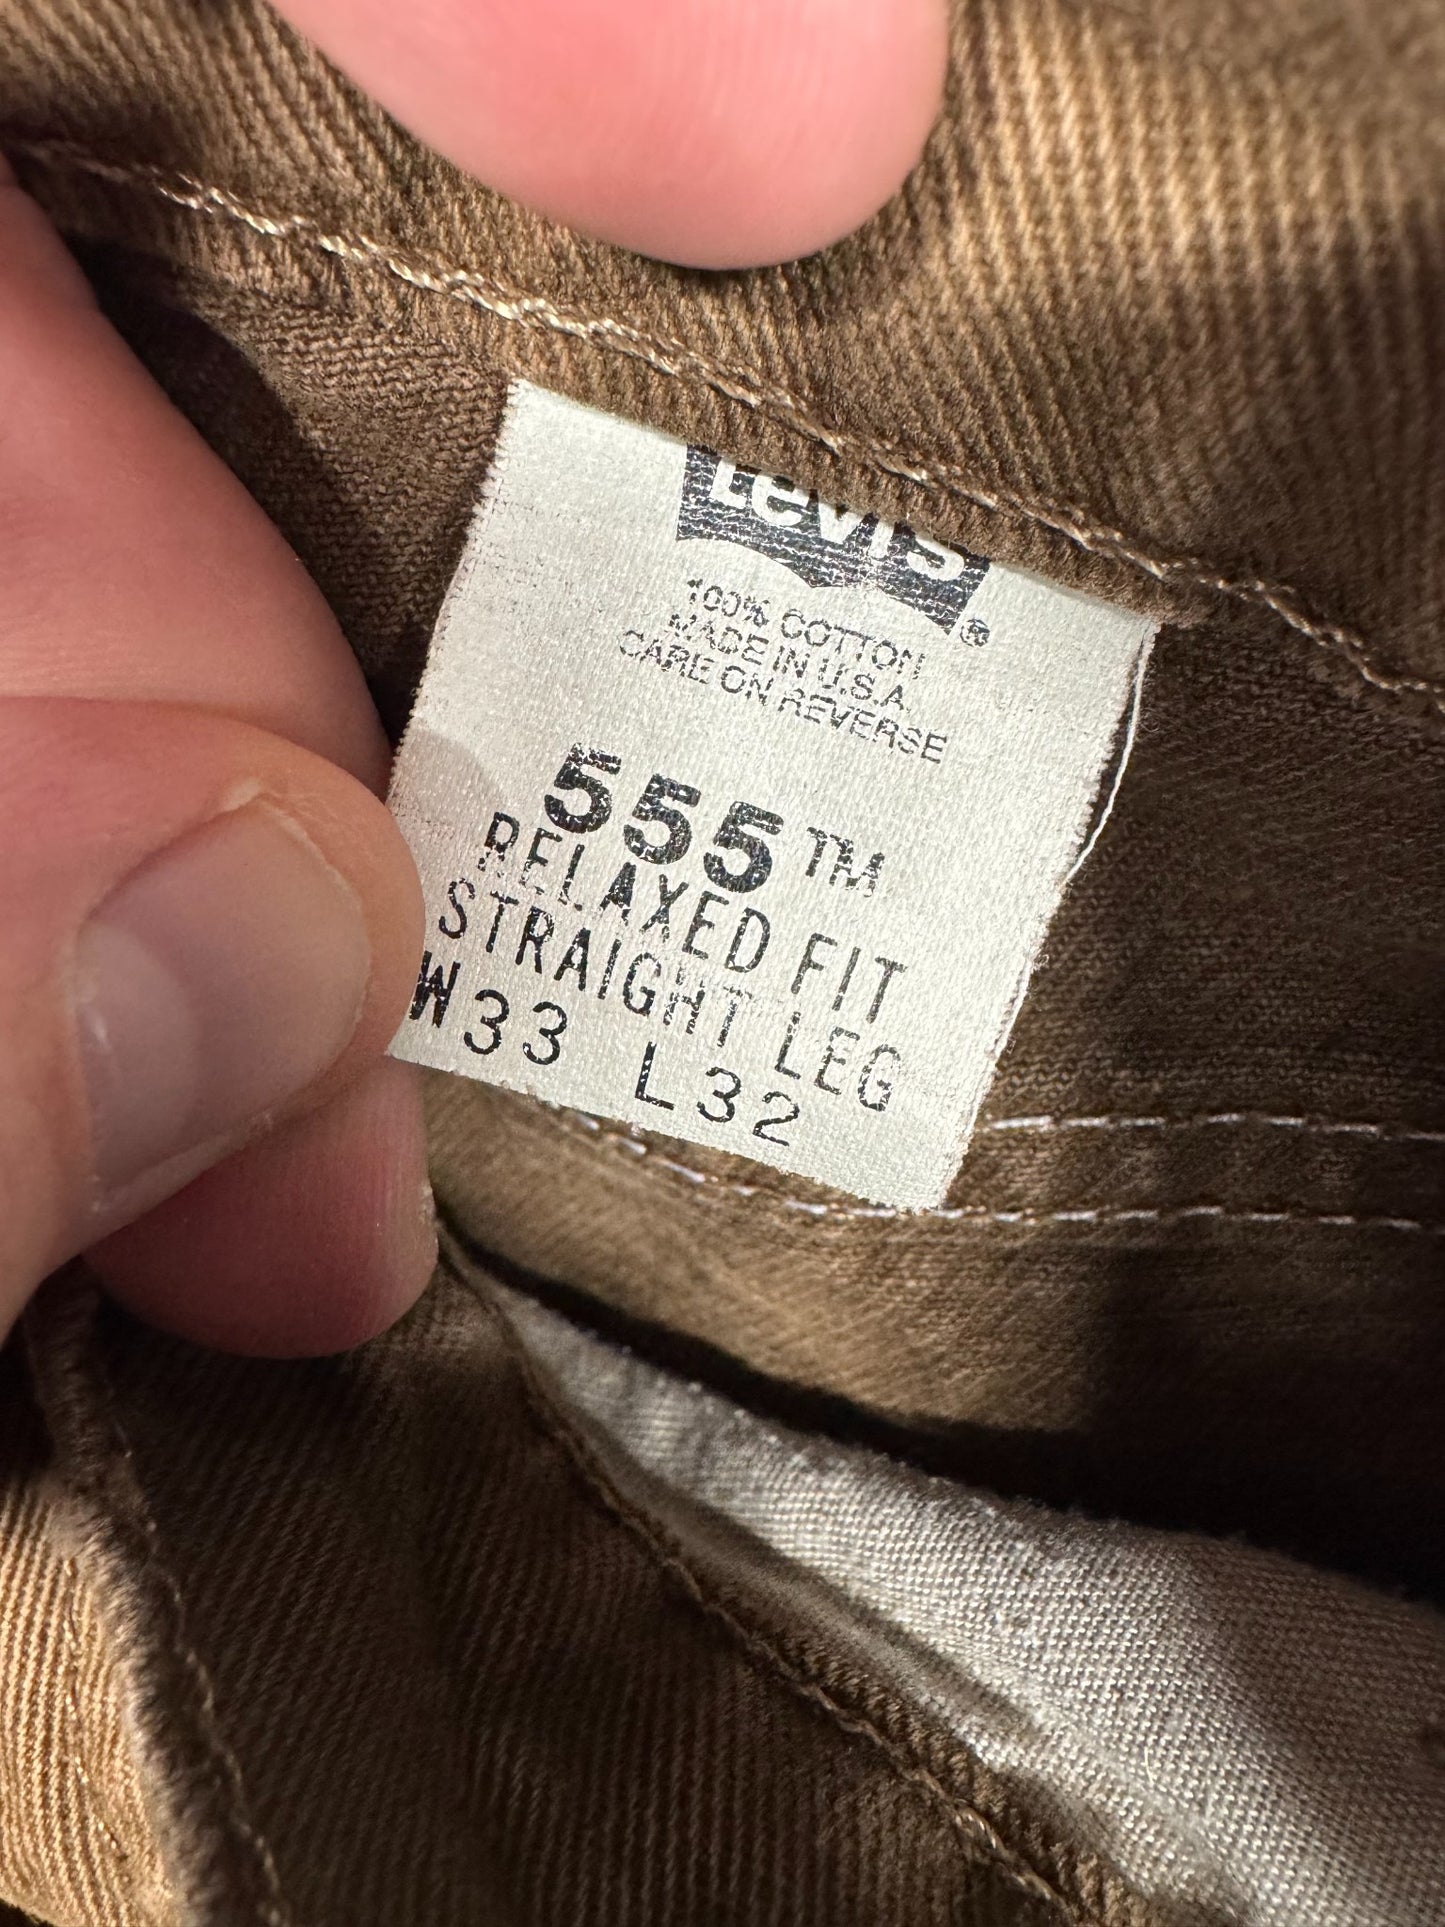 Levi's ®
100% COTTON
MADE IN U.S.A.
CARE ON REVERSE
555™
RELAXED FIT
STRAIGHT LEG
W33 L32